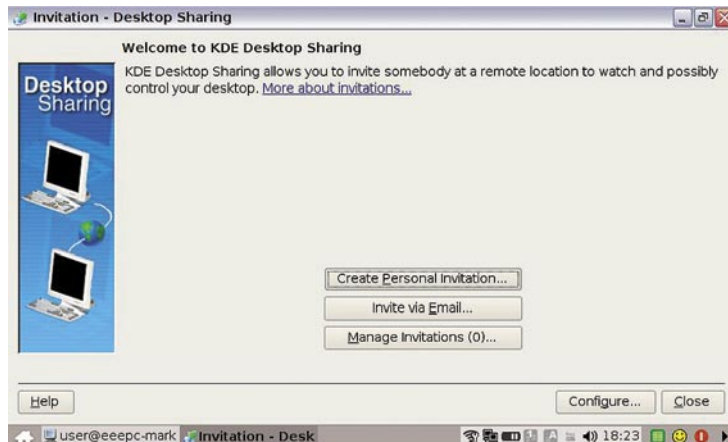 Invitation - Desktop Sharing
Welcome to KDE Desktop Sharing
KDE Desktop Sharing allows you to invite somebody at a remote location to watch and possibly
control your desktop. More about invitations...
Desktop
Sharing
Create Personal Invitation...
Invite via Email...
Manage Invitations (0)...
Help
Configure...
Close
user@eeepc-mark
Invitation - Desk
18:23